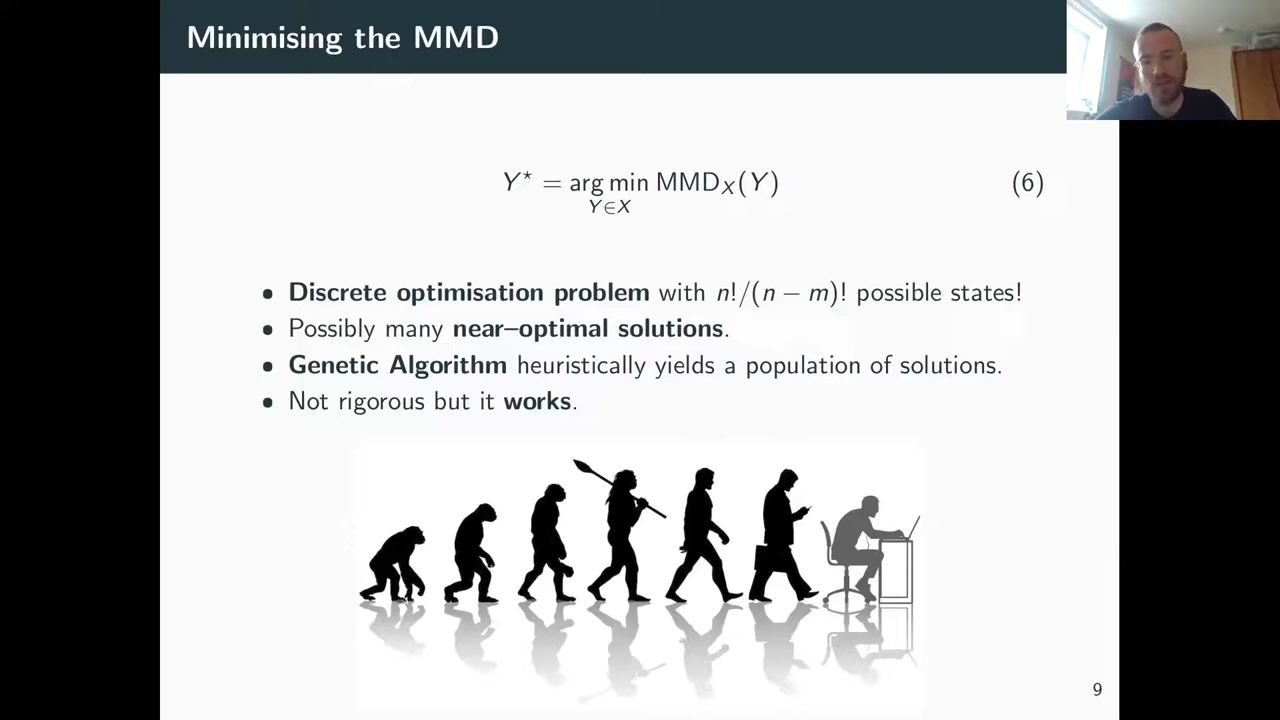 Minimising the MMD
Y⋆ = arg min MMD_X(Y) (6)
Y∈X
• Discrete optimisation problem with n!/(n − m)! possible states!
• Possibly many near–optimal solutions.
• Genetic Algorithm heuristically yields a population of solutions.
• Not rigorous but it works.
9